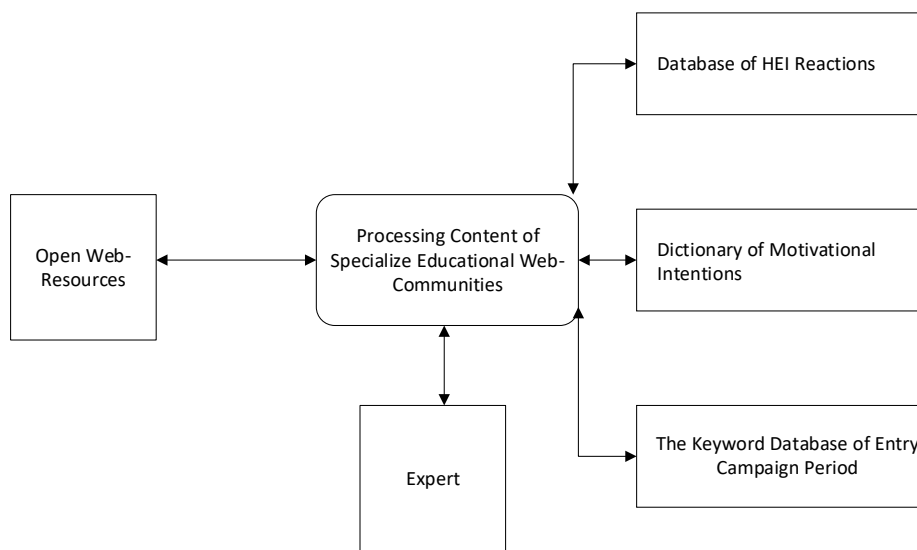 Database of HEI Reactions
Open Web-
Resources
Processing Content of
Specialize Educational Web-
Communities
Dictionary of Motivational
Intentions
Expert
The Keyword Database of Entry
Campaign Period